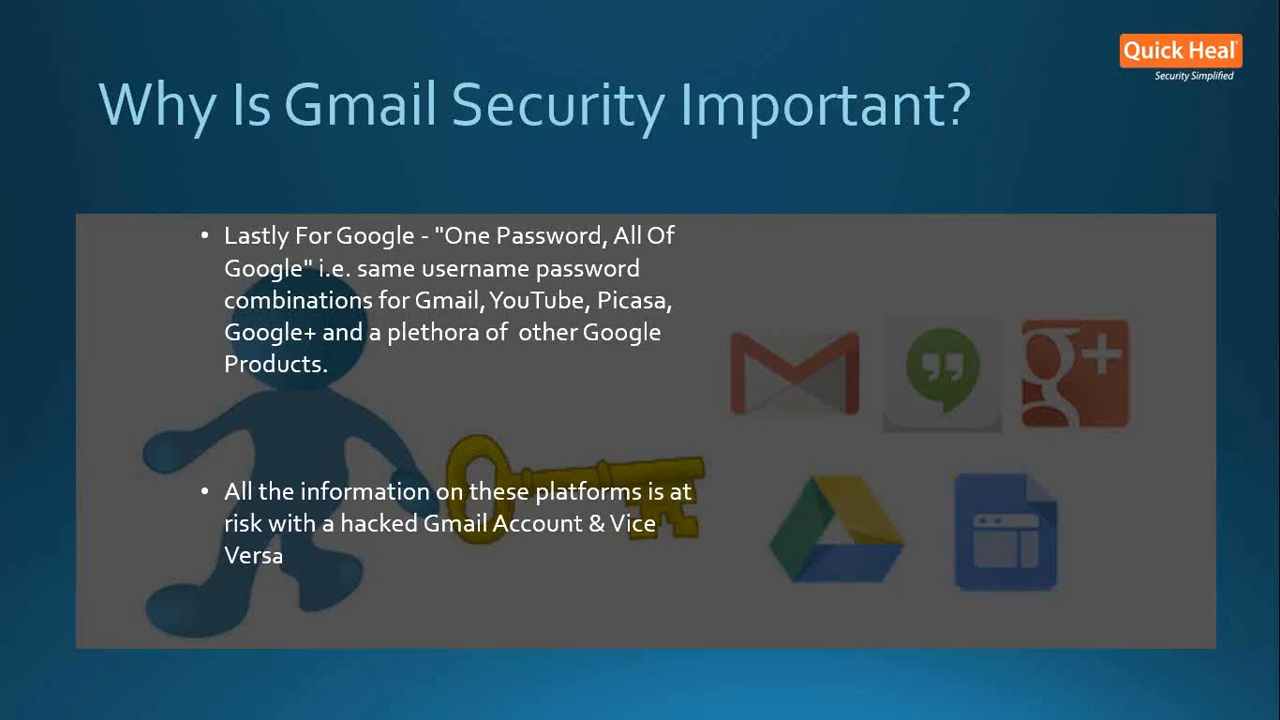 Quick Heal
Security Simplified
Why Is Gmail Security Important?
• Lastly For Google - "One Password, All Of
Google" i.e. same username password
combinations for Gmail, YouTube, Picasa,
Google+ and a plethora of other Google
Products.
• All the information on these platforms is at
risk with a hacked Gmail Account & Vice
Versa